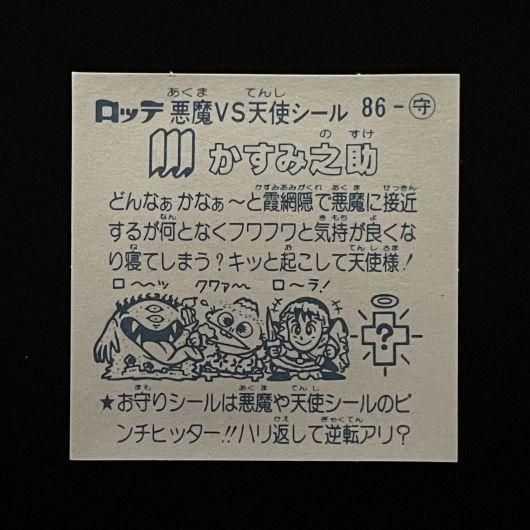 ロッテ 悪魔VS天使シール 86-守
かすみ之助
どんなぁかなぁ〜と霞網隠で悪魔に接近
するが何となくフワフワと気持が良くな
り寝てしまう?キッと起こして天使様!
ロ〜〜ッ クワァ〜 ロ〜ラ!
★お守りシールは悪魔や天使シールのピ
ンチヒッター!!ハリ返して逆転アリ?